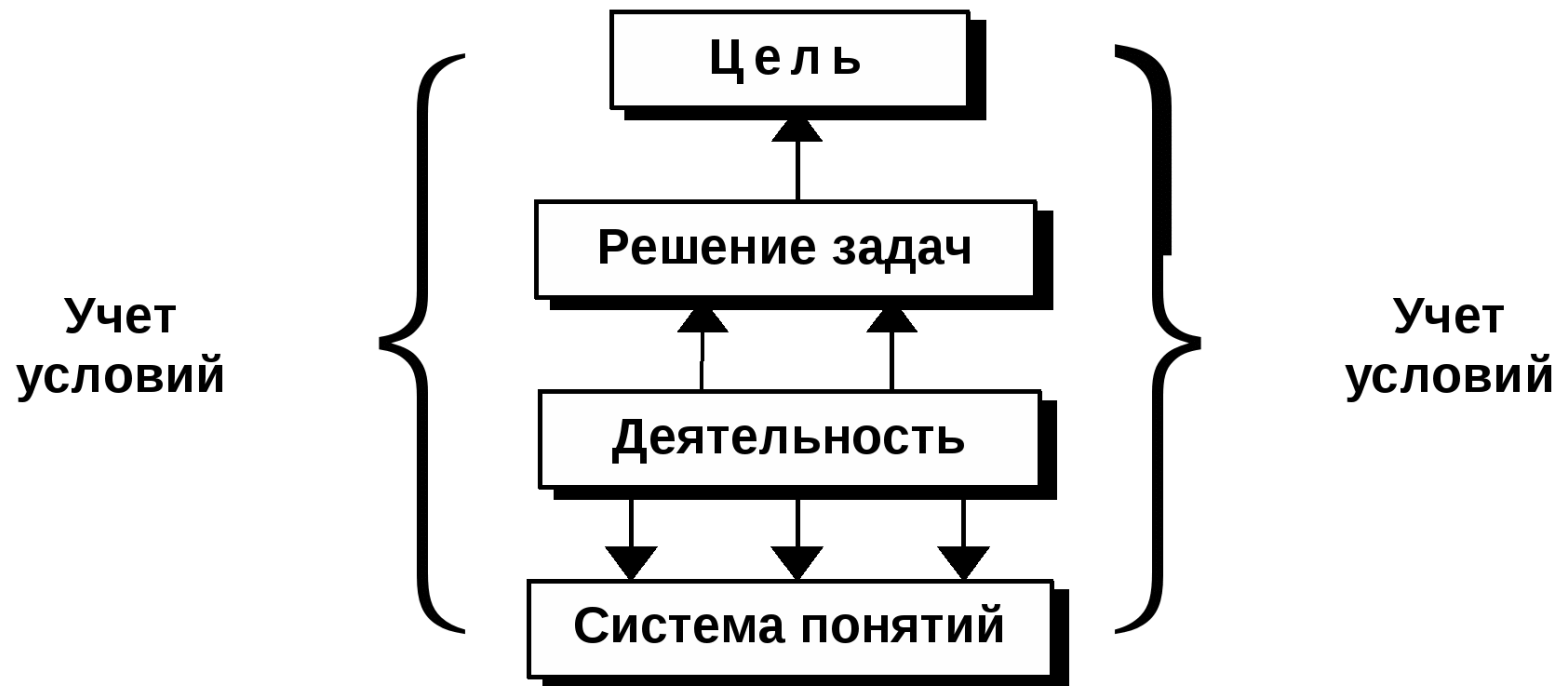 Цель
Решение задач
Учет
условий
Учет
условий
Деятельность
Система понятий